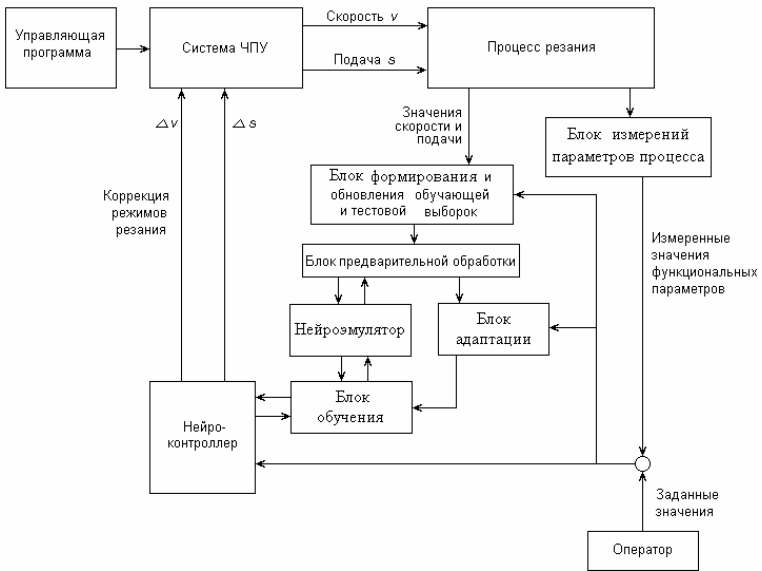 Управляющая
программа
Система ЧПУ
Скорость v
Подача s
Процесс резания
△v
△s
Значения
скорости и
подачи
Блок измерений
параметров процесса
Коррекция
режимов
резания
Блок формирования и
обновления обучающей
и тестовой выборок
Измеренные
значения
функциональных
параметров
Блок предварительной обработки
Нейроэмулятор
Блок
адаптации
Блок
обучения
Нейро-
контроллер
Заданные
значения
Оператор